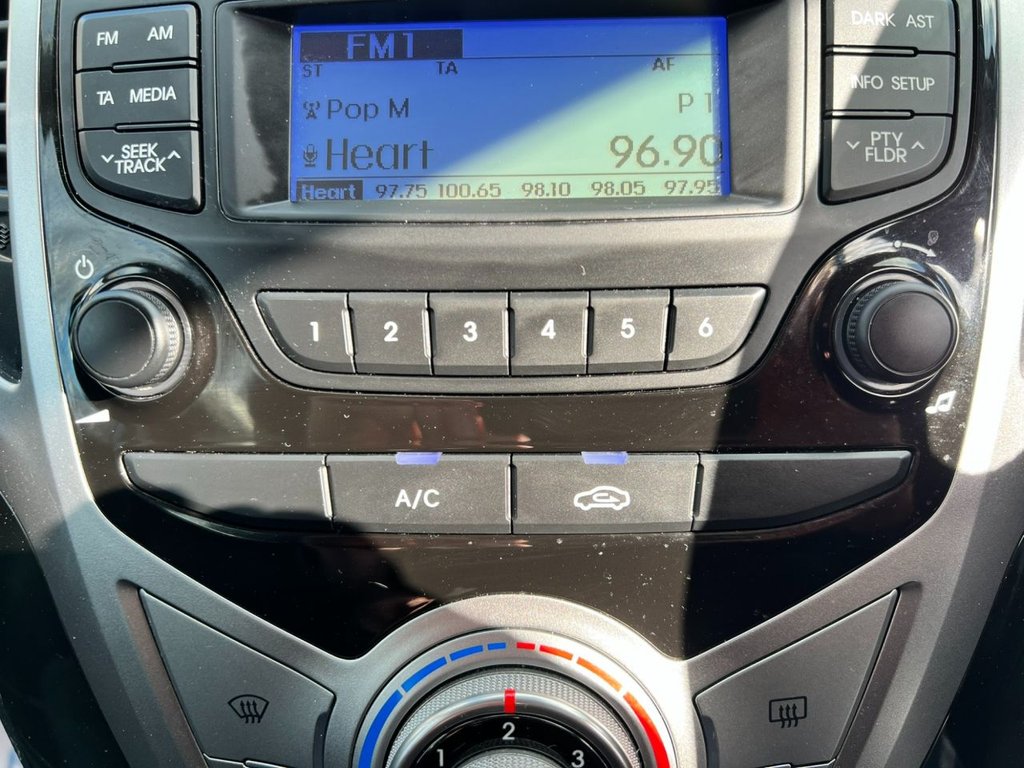 FM AM
TA MEDIA
SEEK
TRACK
FM1
ST TA AF
Pop M P 1
Heart 96.90
Heart 97.75 100.65 98.10 98.05 97.95
DARK AST
INFO SETUP
PTY
FLDR
1 2 3 4 5 6
A/C
1 2 3